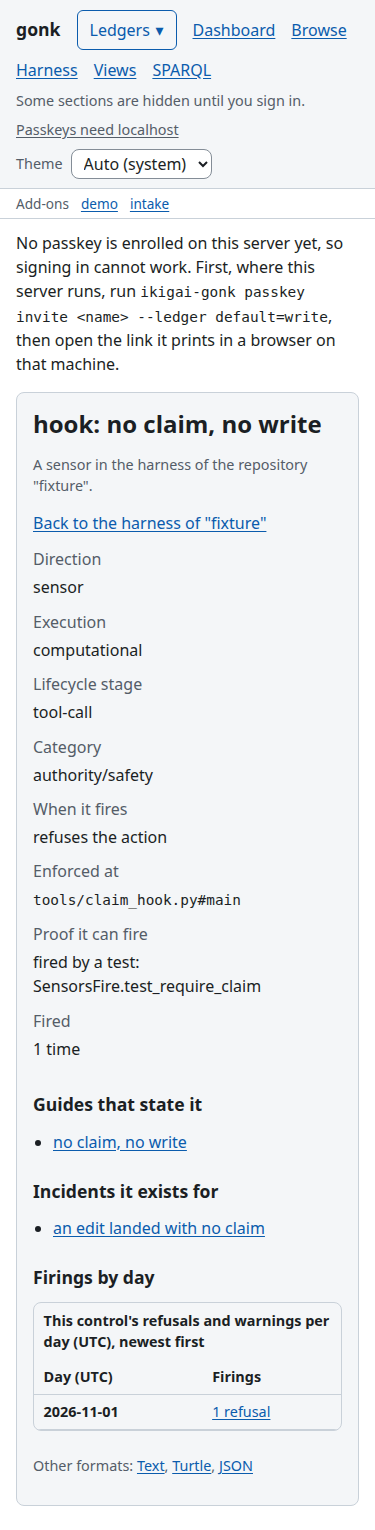 gonk Ledgers ▾ Dashboard Browse
Harness Views SPARQL
Some sections are hidden until you sign in.
Passkeys need localhost
Theme Auto (system)
Add-ons demo intake
No passkey is enrolled on this server yet, so
signing in cannot work. First, where this
server runs, run ikigai-gonk passkey
invite <name> --ledger default=write,
then open the link it prints in a browser on
that machine.
hook: no claim, no write
A sensor in the harness of the repository
"fixture".
Back to the harness of "fixture"
Direction
sensor
Execution
computational
Lifecycle stage
tool-call
Category
authority/safety
When it fires
refuses the action
Enforced at
tools/claim_hook.py#main
Proof it can fire
fired by a test:
SensorsFire.test_require_claim
Fired
1 time
Guides that state it
• no claim, no write
Incidents it exists for
• an edit landed with no claim
Firings by day
This control's refusals and warnings per
day (UTC), newest first
Day (UTC) Firings
2026-11-01 1 refusal
Other formats: Text, Turtle, JSON